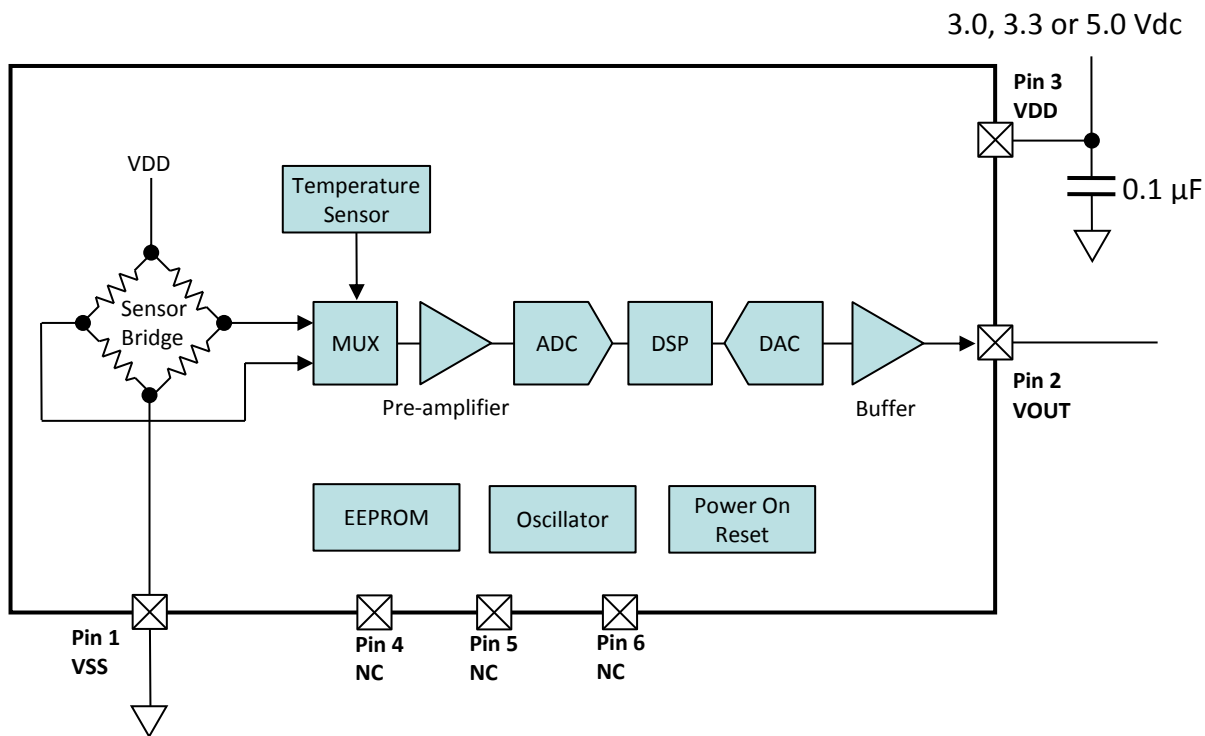 3.0, 3.3 or 5.0 Vdc
Pin 3
VDD
0.1 µF
VDD
Temperature
Sensor
Sensor
Bridge
MUX
Pre-amplifier
ADC
DSP
DAC
Buffer
Pin 2
VOUT
EEPROM
Oscillator
Power On
Reset
Pin 1
VSS
Pin 4
NC
Pin 5
NC
Pin 6
NC